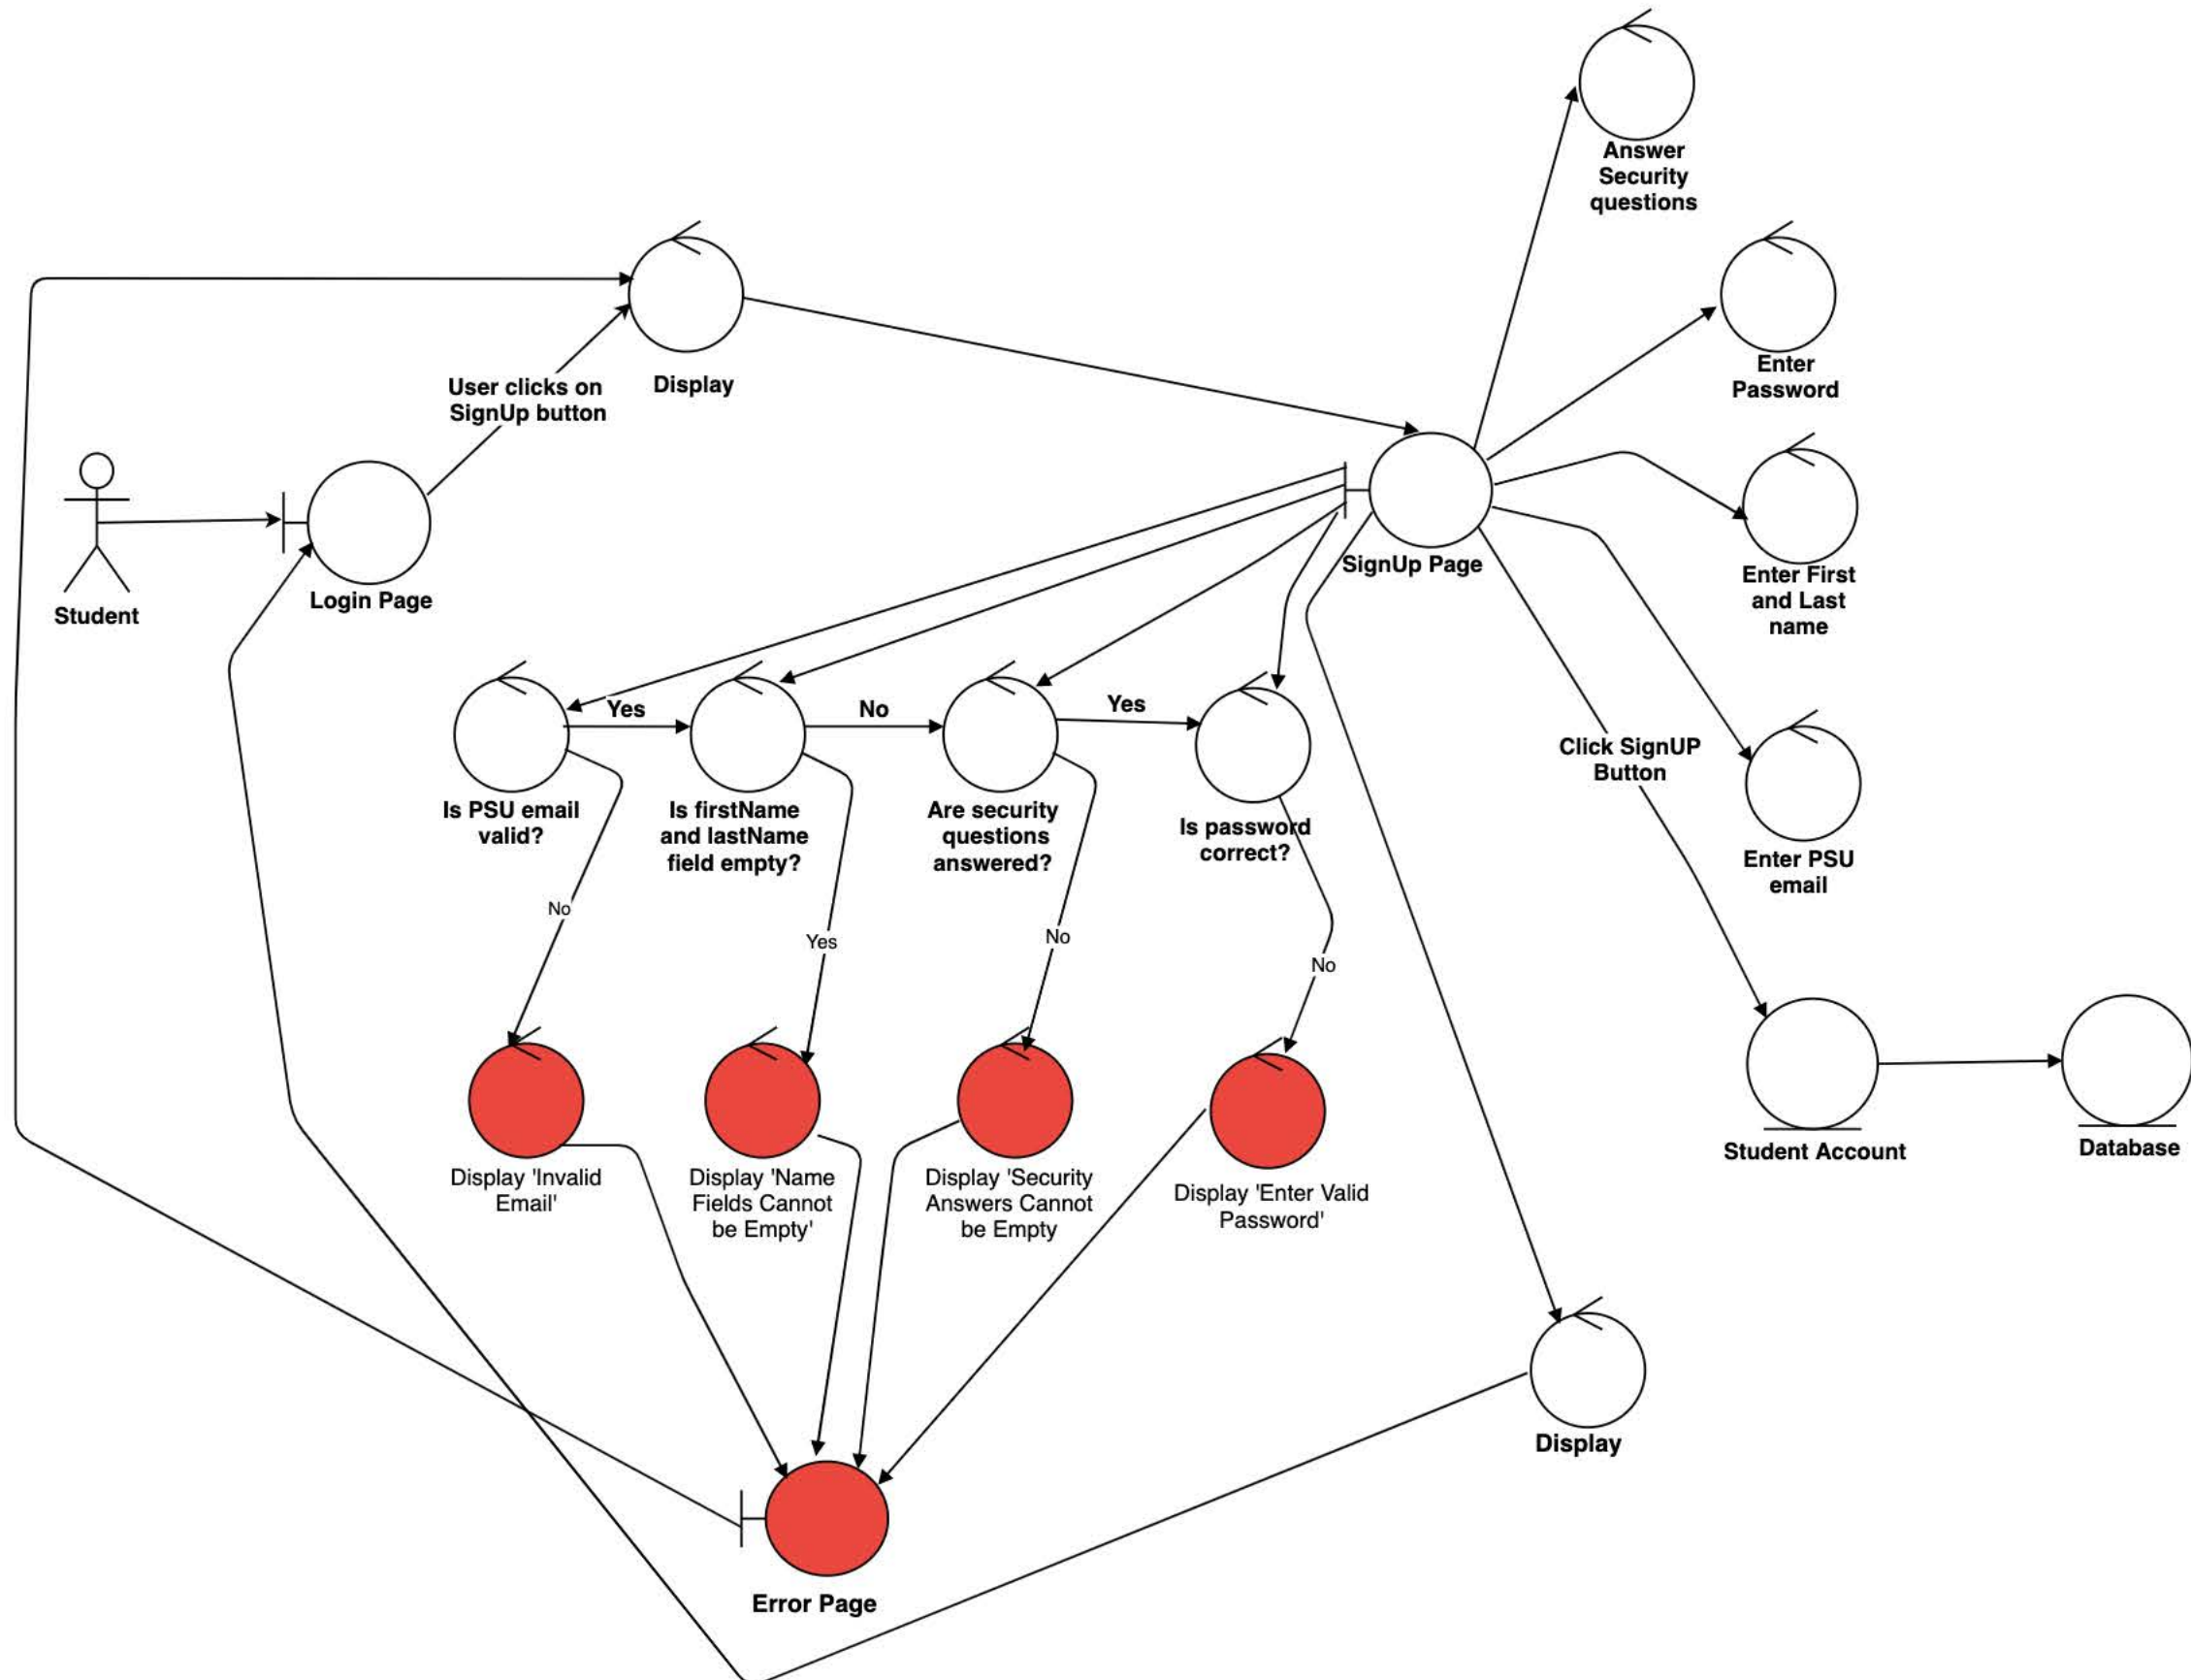 Answer
Security
questions
Enter
Password
User clicks on
SignUp button
Display
SignUp Page
Enter First
and Last
name
Student
Login Page
Yes
No
Yes
Click SignUP
Button
Is PSU email
valid?
Is firstName
and lastName
field empty?
Are security
questions
answered?
Is password
correct?
Enter PSU
email
No
Yes
No
No
Display 'Invalid
Email'
Display 'Name
Fields Cannot
be Empty'
Display 'Security
Answers Cannot
be Empty
Display 'Enter Valid
Password'
Student Account
Database
Display
Error Page